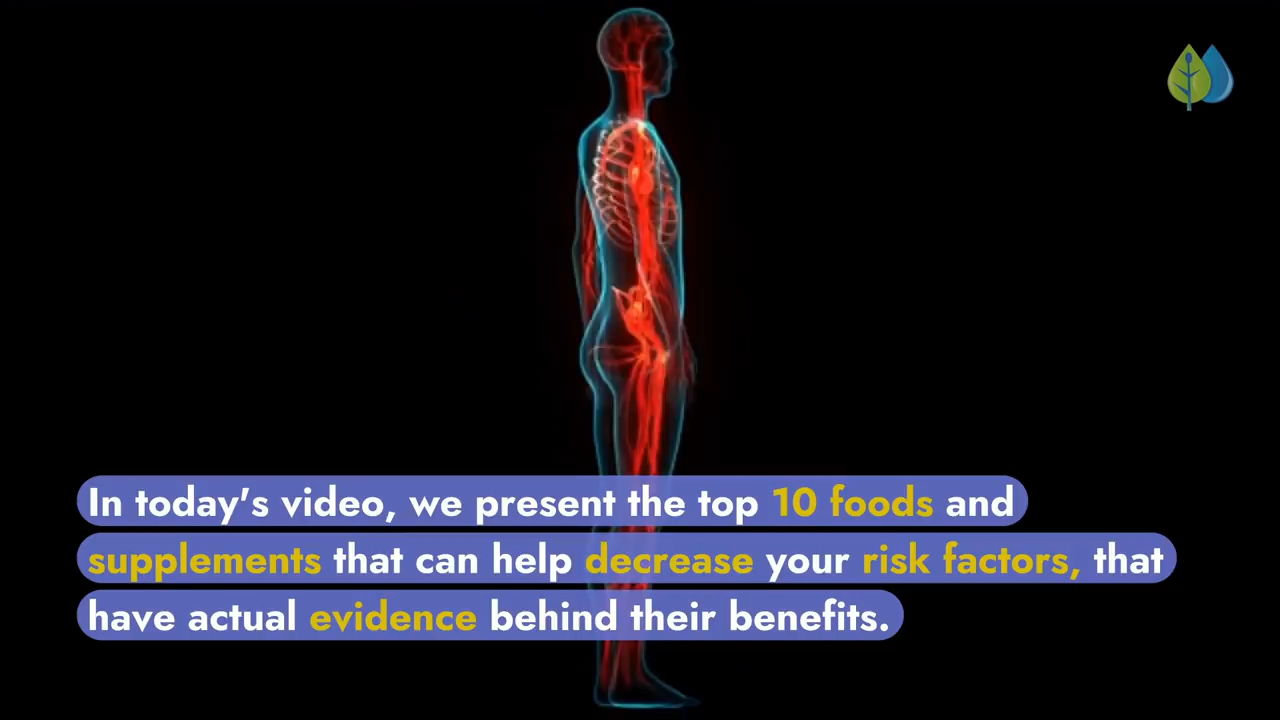 In today's video, we present the top 10 foods and
supplements that can help decrease your risk factors, that
have actual evidence behind their benefits.